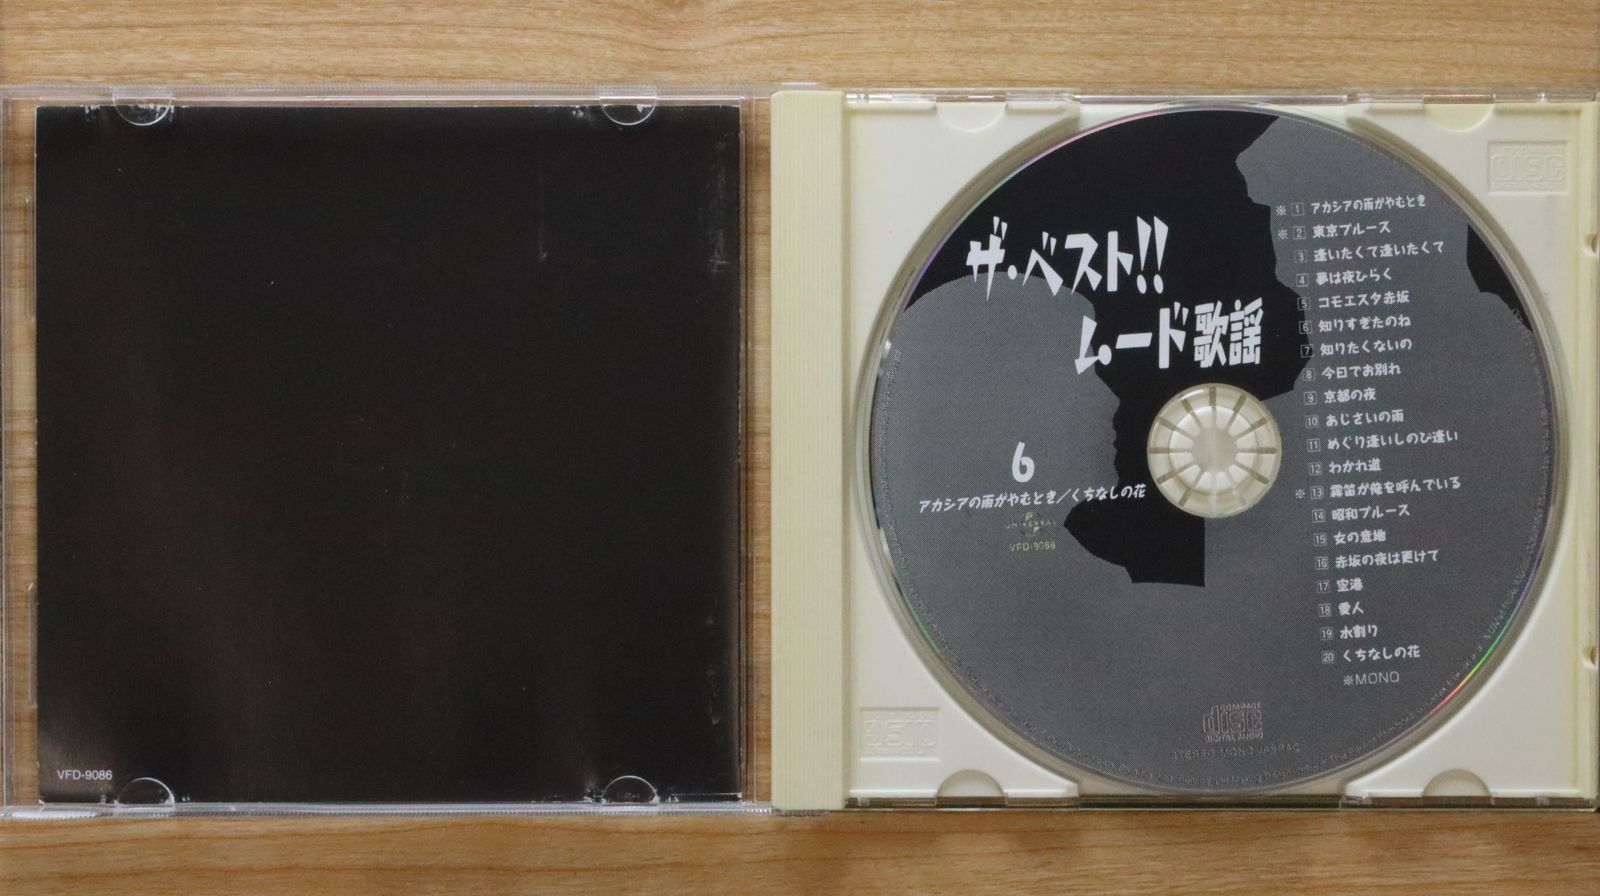 VFD-9086
ザ・ベスト!!
ムード歌謡
6
アカシアの雨がやむとき／くちなしの花
UNIVERSAL
VFD-9086
※ 1 アカシアの雨がやむとき
※ 2 東京ブルース
3 逢いたくて逢いたくて
4 夢は夜ひらく
5 コモエスタ赤坂
6 知りすぎたのね
7 知りたくないの
8 今日でお別れ
9 京都の夜
10 あじさいの雨
11 めぐり逢いしのび逢い
12 わかれ道
※ 13 霧笛が俺を呼んでいる
14 昭和ブルース
15 女の意地
16 赤坂の夜は更けて
17 空港
18 愛人
19 水割り
20 くちなしの花
※MONO
COMPACT
disc
DIGITAL AUDIO
STEREO・MONO JASRAC
disc